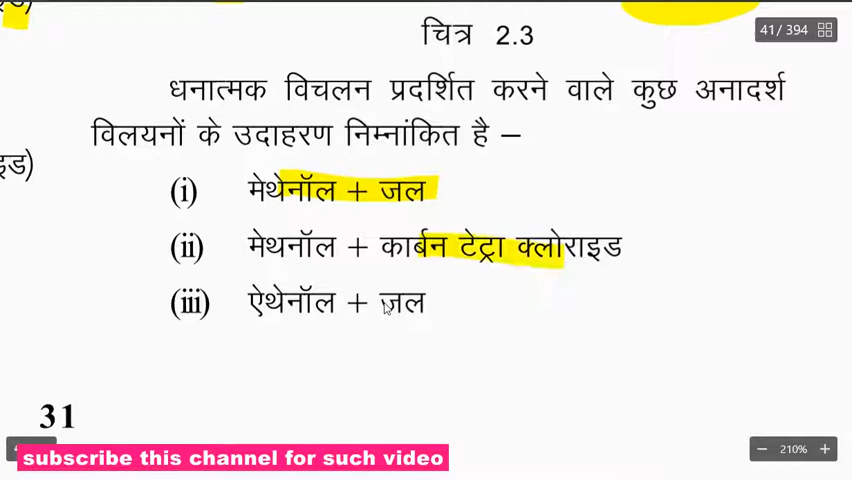 चित्र 2.3
41 / 394
धनात्मक विचलन प्रदर्शित करने वाले कुछ अनादर्श
विलयनों के उदाहरण निम्नांकित है –
(i) मेथेनॉल + जल
(ii) मेथनॉल + कार्बन टेट्रा क्लोराइड
(iii) ऐथेनॉल + जल
31
subscribe this channel for such video
− 210% +